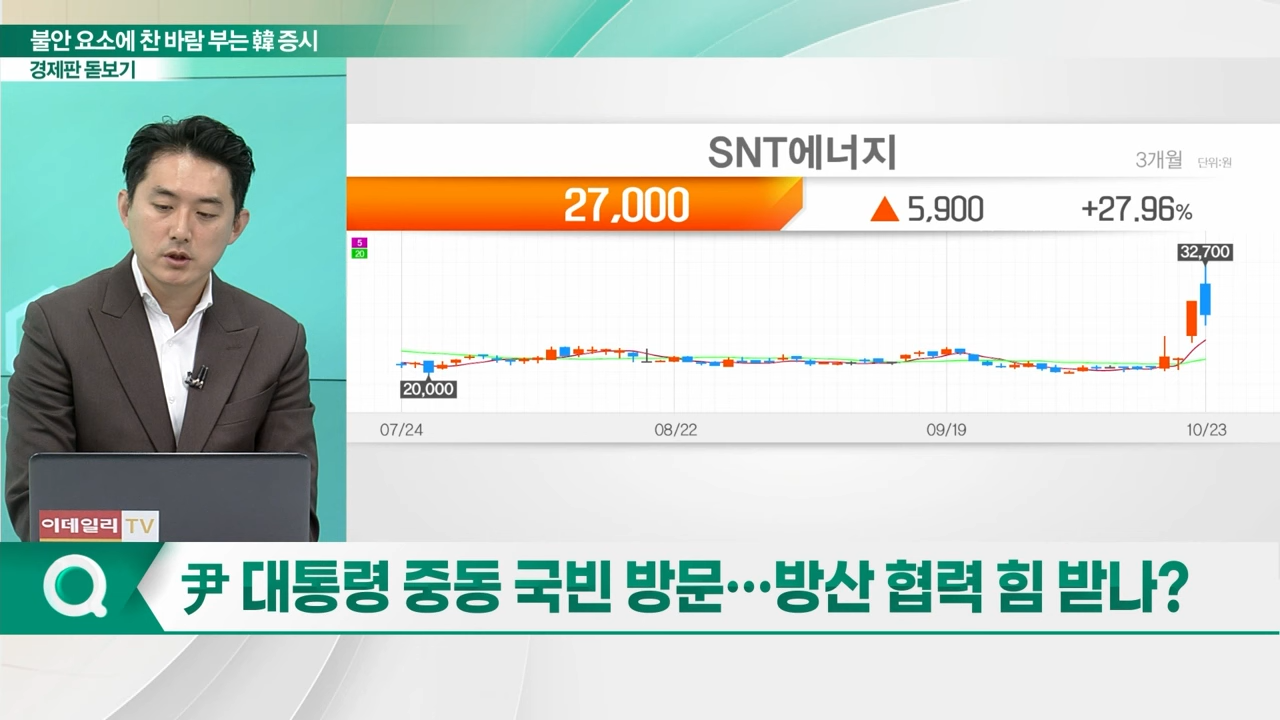 불안 요소에 찬 바람 부는 韓 증시
경제판 돋보기
SNT에너지
3개월 단위:원
27,000 ▲ 5,900 +27.96%
5
20
32,700
20,000
07/24 08/22 09/19 10/23
이데일리 TV
Q 尹 대통령 중동 국빈 방문…방산 협력 힘 받나?